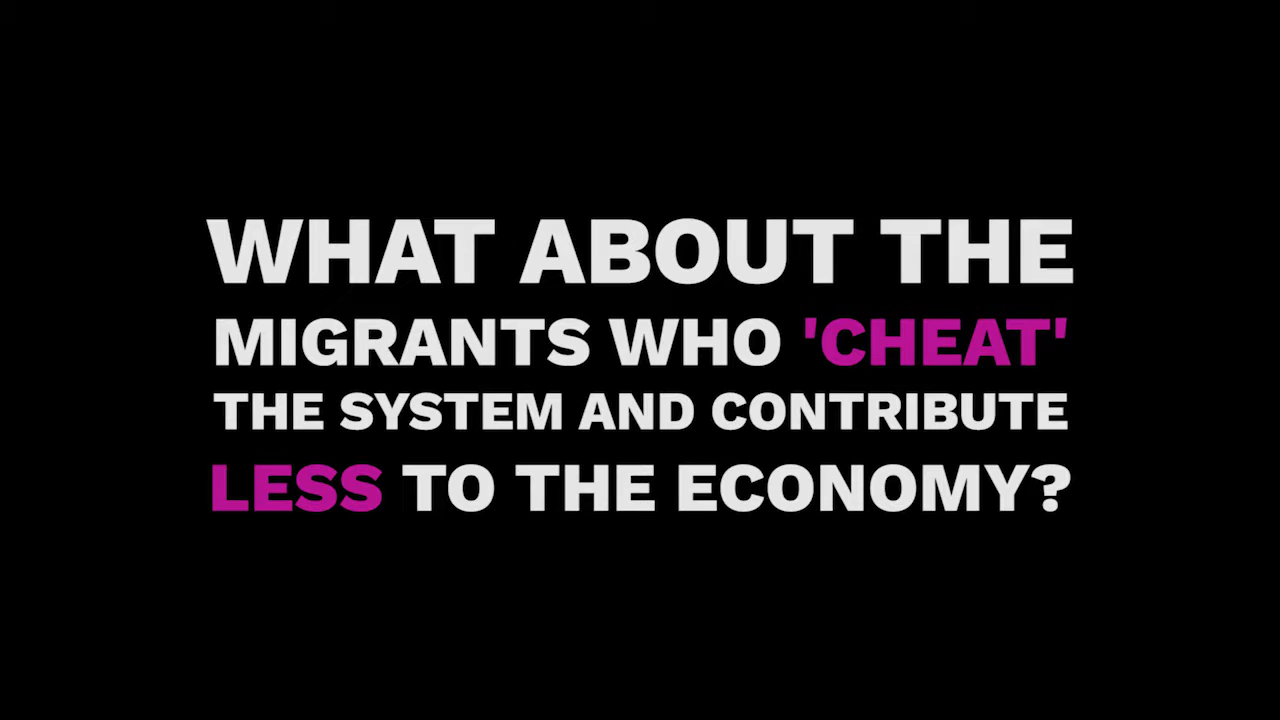 WHAT ABOUT THE
MIGRANTS WHO 'CHEAT'
THE SYSTEM AND CONTRIBUTE
LESS TO THE ECONOMY?